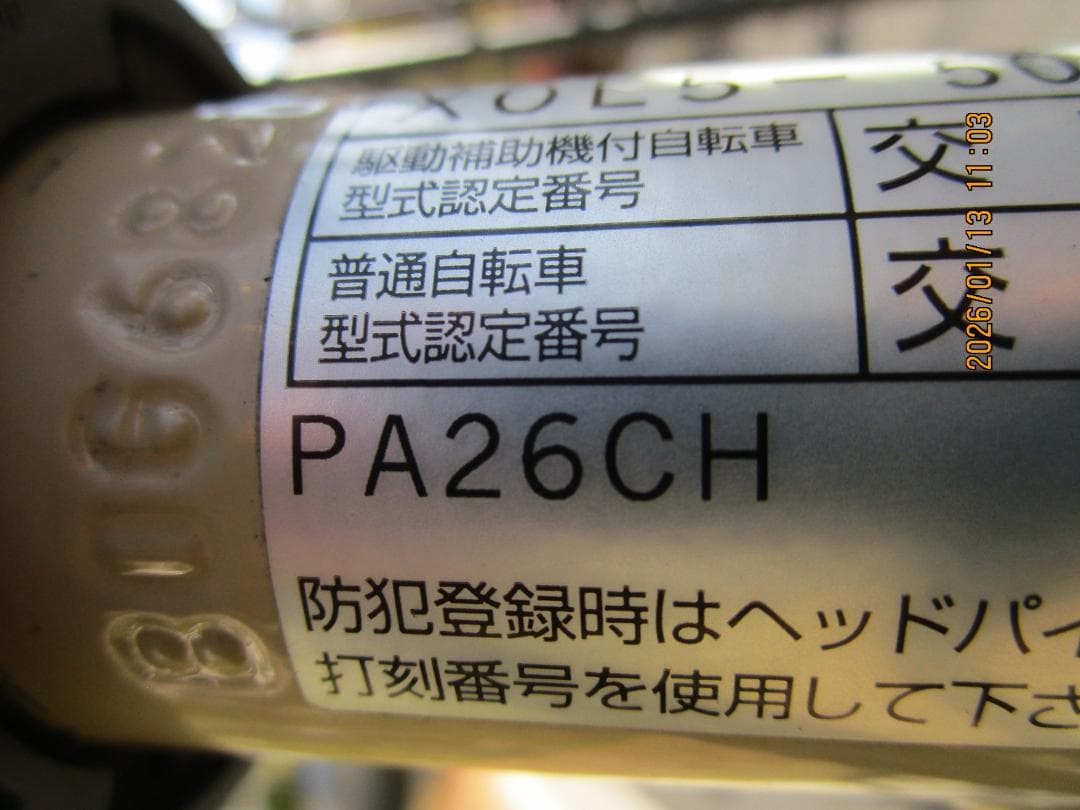 駆動補助機付自転車
型式認定番号
交
普通自転車
型式認定番号
交
PA26CH
防犯登録時はヘッドパイ
打刻番号を使用して下さ
2026/01/13 11:03